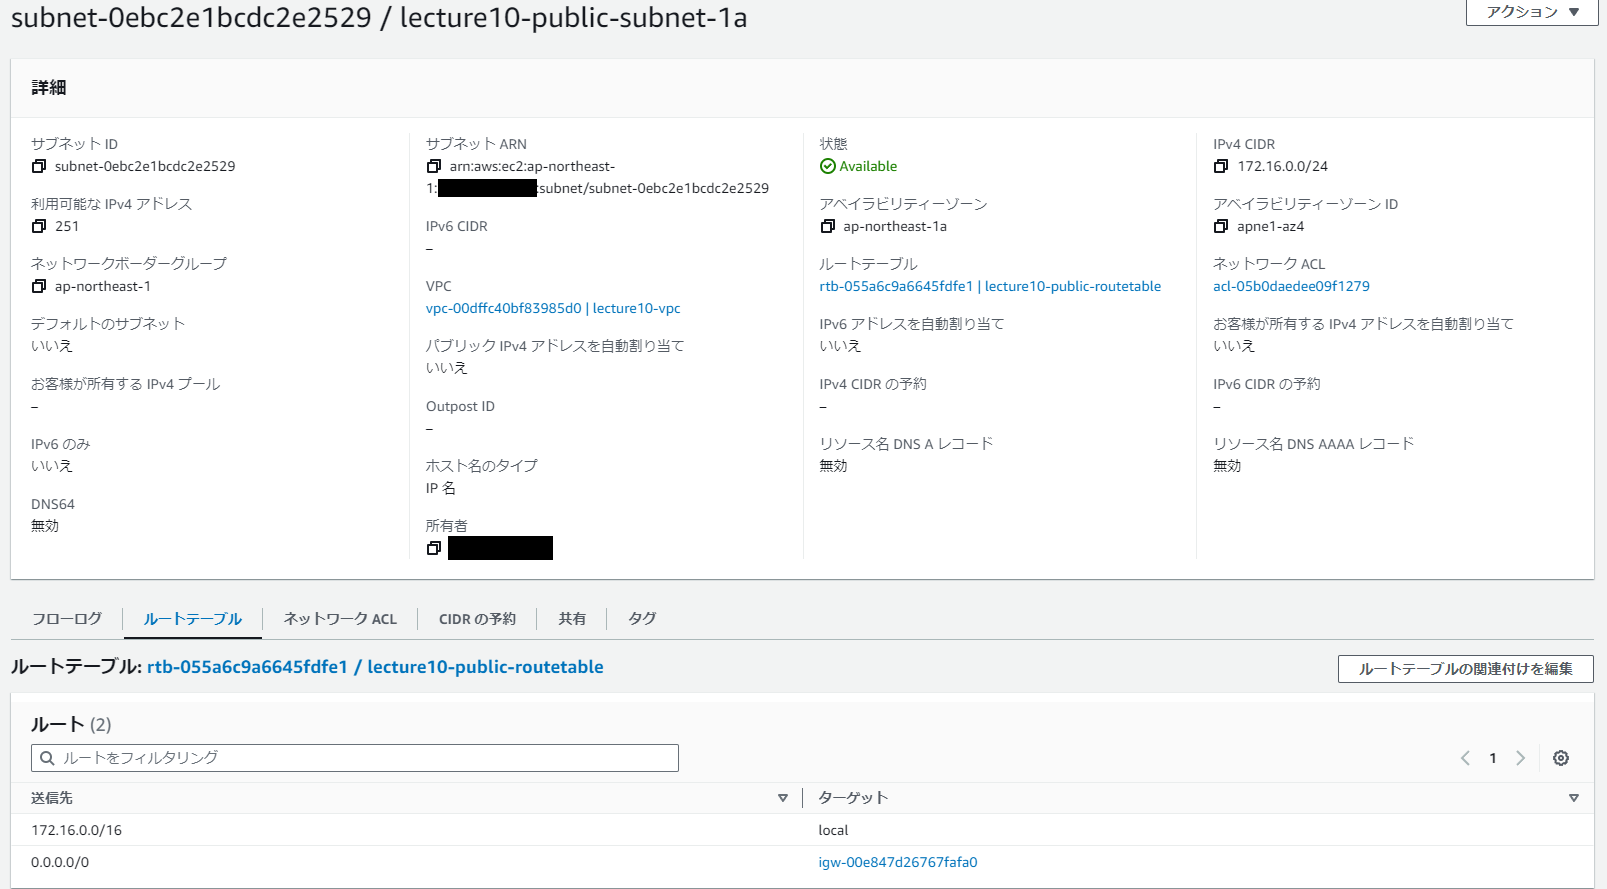 subnet-0ebc2e1bcdc2e2529 / lecture10-public-subnet-1a
アクション ▼
詳細
サブネット ID
subnet-0ebc2e1bcdc2e2529
利用可能な IPv4 アドレス
251
ネットワークボーダーグループ
ap-northeast-1
デフォルトのサブネット
いいえ
お客様が所有する IPv4 プール
–
IPv6 のみ
いいえ
DNS64
無効
サブネット ARN
arn:aws:ec2:ap-northeast-
1: :subnet/subnet-0ebc2e1bcdc2e2529
IPv6 CIDR
–
VPC
vpc-00dffc40bf83985d0 | lecture10-vpc
パブリック IPv4 アドレスを自動割り当て
いいえ
Outpost ID
–
ホスト名のタイプ
IP 名
所有者
状態
Available
アベイラビリティーゾーン
ap-northeast-1a
ルートテーブル
rtb-055a6c9a6645fdfe1 | lecture10-public-routetable
IPv6 アドレスを自動割り当て
いいえ
IPv4 CIDR の予約
–
リソース名 DNS A レコード
無効
IPv4 CIDR
172.16.0.0/24
アベイラビリティーゾーン ID
apne1-az4
ネットワーク ACL
acl-05b0daedee09f1279
お客様が所有する IPv4 アドレスを自動割り当て
いいえ
IPv6 CIDR の予約
–
リソース名 DNS AAAA レコード
無効
フローログ
ルートテーブル
ネットワーク ACL
CIDR の予約
共有
タグ
ルートテーブル: rtb-055a6c9a6645fdfe1 / lecture10-public-routetable
ルートテーブルの関連付けを編集
ルート (2)
ルートをフィルタリング
1
送信先 ターゲット
172.16.0.0/16 local
0.0.0.0/0 igw-00e847d26767fafa0